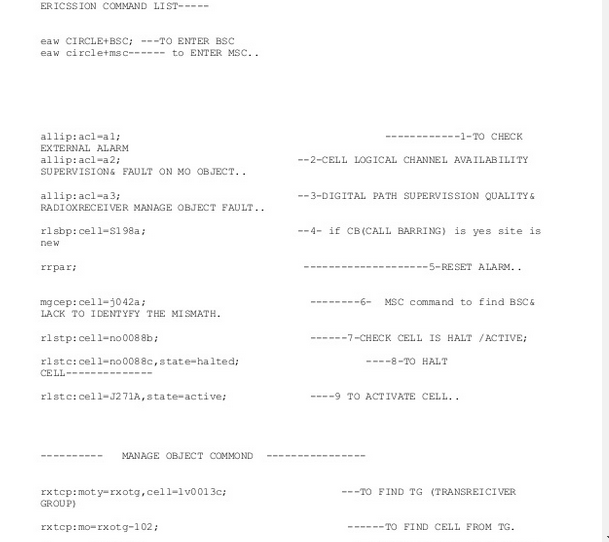 ERICSSION COMMAND LIST-----
eaw CIRCLE+BSC; ---TO ENTER BSC
eaw circle+msc------ to ENTER MSC..
allip:acl=a1; ------------1-TO CHECK
EXTERNAL ALARM
allip:acl=a2; --2-CELL LOGICAL CHANNEL AVAILABILITY
SUPERVISION& FAULT ON MO OBJECT..
allip:acl=a3; --3-DIGITAL PATH SUPERVISSION QUALITY&
RADIOXRECEIVER MANAGE OBJECT FAULT..
rlsbp:cell=S198a; --4- if CB(CALL BARRING) is yes site is
new
rrpar; --------------------5-RESET ALARM..
mgcep:cell=j042a; --------6- MSC command to find BSC&
LACK TO IDENTYFY THE MISMATH.
rlstp:cell=no0088b; ------7-CHECK CELL IS HALT /ACTIVE;
rlstc:cell=no0088c,state=halted; ----8-TO HALT
CELL--------------
rlstc:cell=J271A,state=active; ----9 TO ACTIVATE CELL..
---------- MANAGE OBJECT COMMOND ----------------
rxtcp:moty=rxotg,cell=lv0013c; ---TO FIND TG (TRANSREICIVER
GROUP)
rxtcp:mo=rxotg-102; ------TO FIND CELL FROM TG.